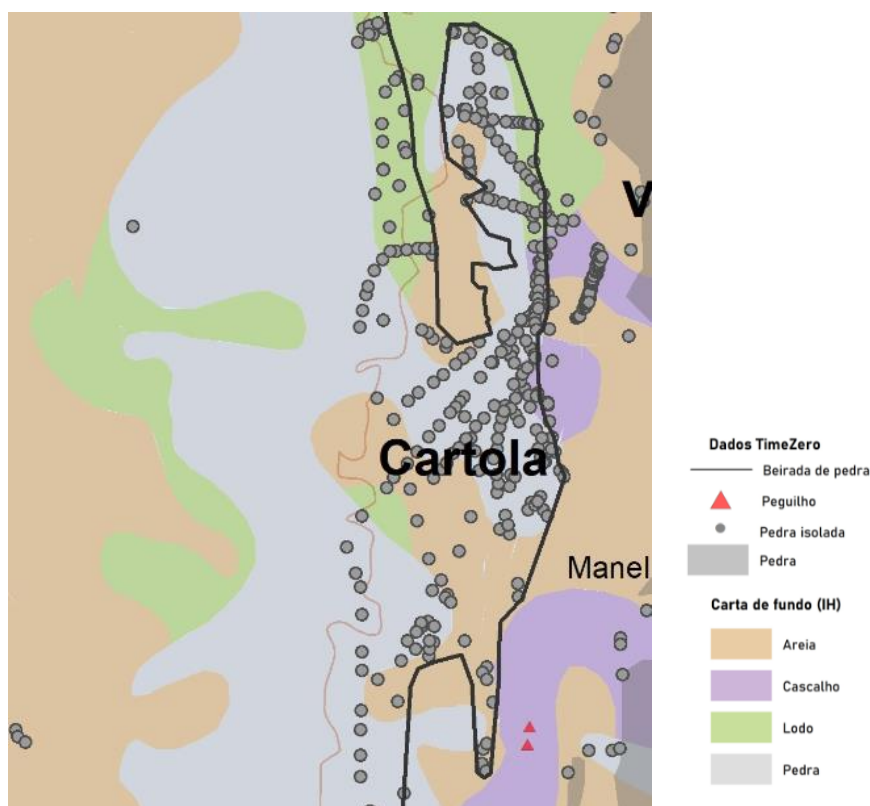 V
Cartola
Manel
Dados TimeZero
Beirada de pedra
Peguilho
Pedra isolada
Pedra
Carta de fundo (IH)
Areia
Cascalho
Lodo
Pedra